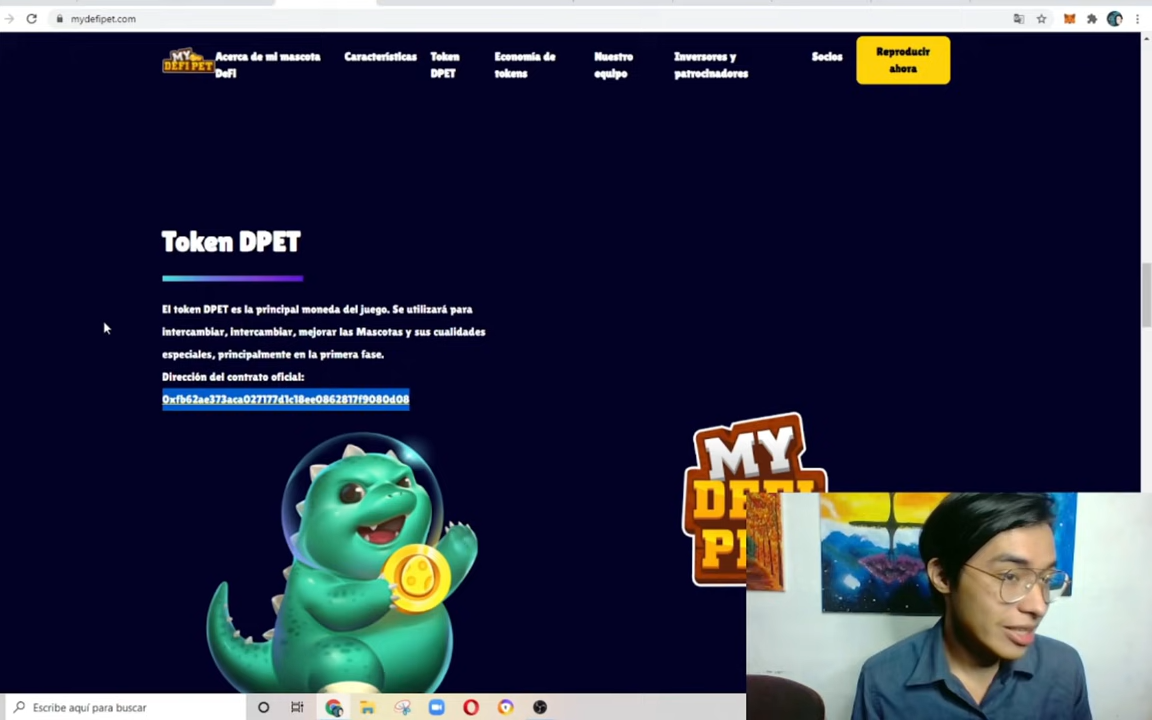 mydefipet.com
MY
DEFI PET
Acerca de mi mascota
DeFi
Características
Token
DPET
Economía de
tokens
Nuestro
equipo
Inversores y
patrocinadores
Socios
Reproducir
ahora
Token DPET
El token DPET es la principal moneda del juego. Se utilizará para
intercambiar, intercambiar, mejorar las Mascotas y sus cualidades
especiales, principalmente en la primera fase.
Dirección del contrato oficial:
0xfb62ae373aca027177d1c18ee0862817f9080d08
MY
Escribe aquí para buscar